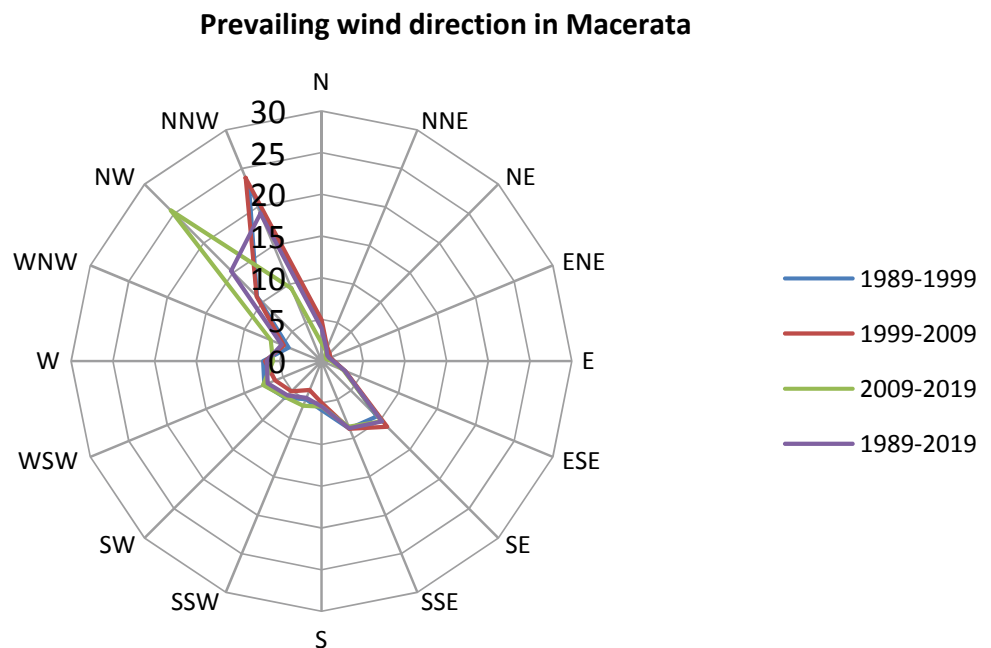 Prevailing wind direction in Macerata
N
NNE
NE
ENE
E
ESE
SE
SSE
S
SSW
SW
WSW
W
WNW
NW
NNW
30
25
20
15
10
5
0
1989-1999
1999-2009
2009-2019
1989-2019